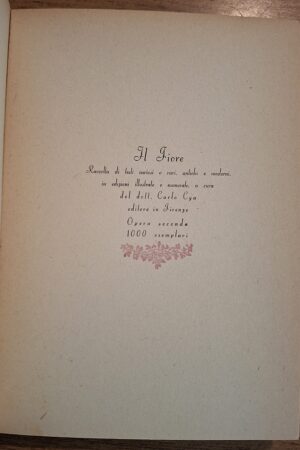 Il Fiore
Raccolta di testi curiosi e rari, antichi e moderni,
in edizioni illustrate e numerate, a cura
del dott. Carlo Cya
editore in Firenze
Opera seconda
1000 esemplari